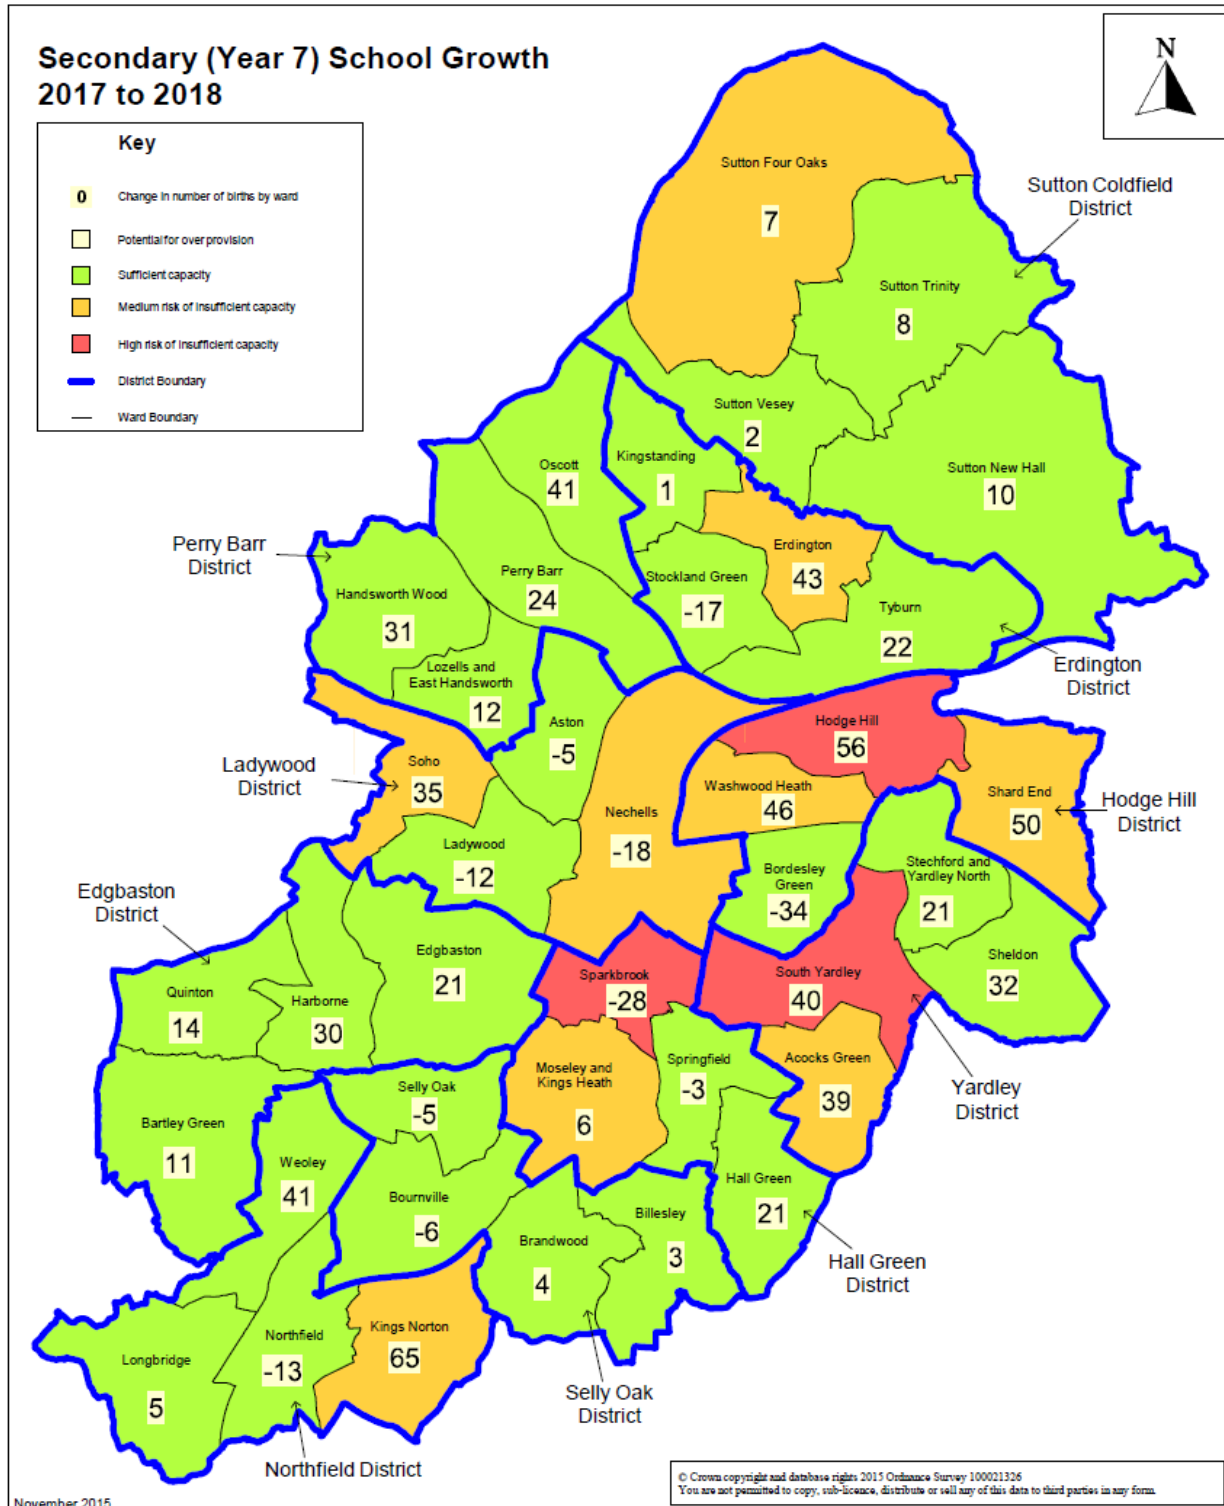 Secondary (Year 7) School Growth
2017 to 2018
N
Key
0 Change in number of births by ward
Potential for over provision
Sufficient capacity
Medium risk of insufficient capacity
High risk of insufficient capacity
District Boundary
Ward Boundary
Sutton Four Oaks
7
Sutton Coldfield
District
Sutton Trinity
8
Sutton Vesey
2
Sutton New Hall
10
Oscott
41
Kingstanding
1
Erdington
43
Perry Barr
District
Perry Barr
24
Stockland Green
-17
Handsworth Wood
31
Tyburn
22
Erdington
District
Lozells and
East Handsworth
12
Aston
-5
Hodge Hill
56
Ladywood
District
Soho
35
Washwood Heath
46
Shard End
50
Hodge Hill
District
Nechells
-18
Ladywood
-12
Bordesley
Green
-34
Stechford and
Yardley North
21
Edgbaston
District
Edgbaston
21
Sheldon
32
Sparkbrook
-28
South Yardley
40
Quinton
14
Harborne
30
Moseley and
Kings Heath
6
Springfield
-3
Acocks Green
39
Yardley
District
Selly Oak
-5
Bartley Green
11
Weoley
41
Hall Green
21
Bournville
-6
Billesley
3
Brandwood
4
Hall Green
District
Kings Norton
65
Northfield
-13
Longbridge
5
Selly Oak
District
Northfield District
© Crown copyright and database rights 2015 Ordnance Survey 100021326
You are not permitted to copy, sub-licence, distribute or sell any of this data to third parties in any form.
November 2015